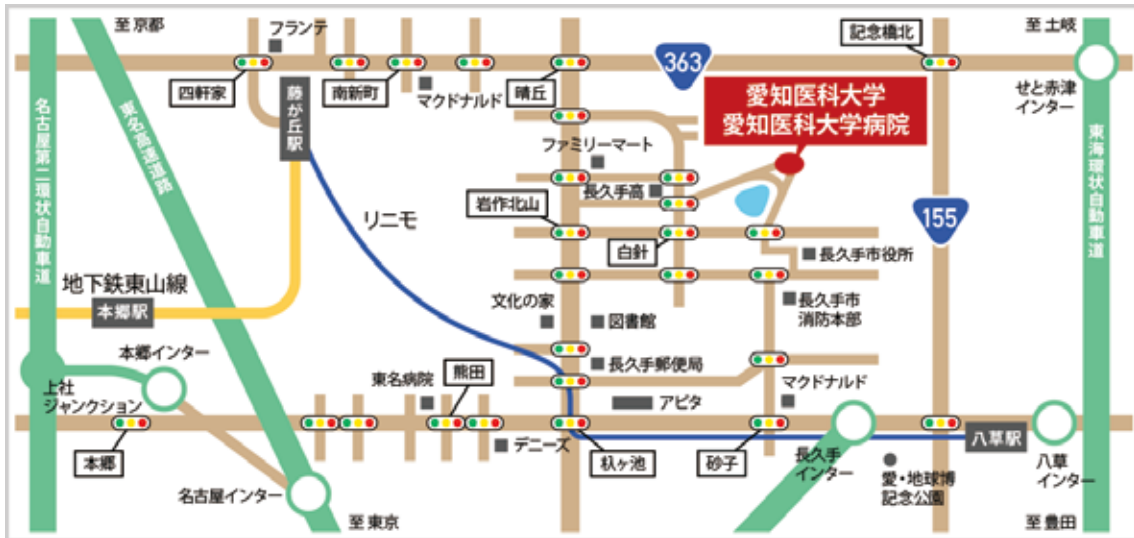 至京都
フランテ
363
記念橋北
至土岐
四軒家
藤が丘駅
南新町
マクドナルド
晴丘
愛知医科大学
愛知医科大学病院
せと赤津
インター
名古屋第二環状自動車道
東名高速道路
ファミリーマート
東海環状自動車道
長久手高
岩作北山
リニモ
155
白針
長久手市役所
地下鉄東山線
本郷駅
文化の家
図書館
長久手市
消防本部
本郷インター
長久手郵便局
上社
ジャンクション
東名病院
熊田
マクドナルド
アピタ
本郷
デニーズ
杁ヶ池
砂子
長久手
インター
八草駅
八草
インター
名古屋インター
愛・地球博
記念公園
至東京
至豊田